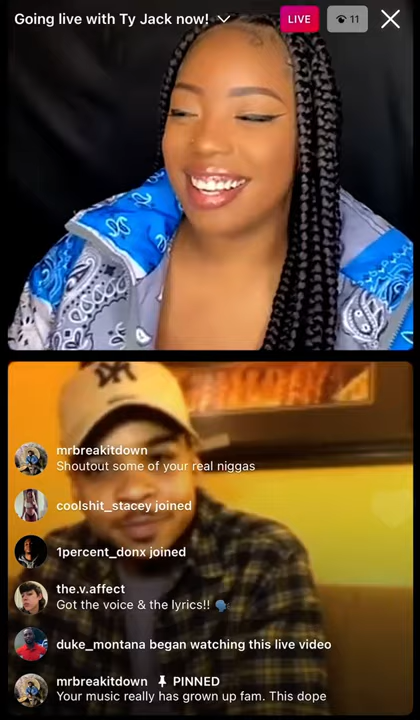 Going live with Ty Jack now!
LIVE
11
mrbreakitdown
Shoutout some of your real niggas
coolshit_stacey joined
1percent_donx joined
the.v.affect
Got the voice & the lyrics!! 🗣️
duke_montana began watching this live video
mrbreakitdown 📌 PINNED
Your music really has grown up fam. This dope